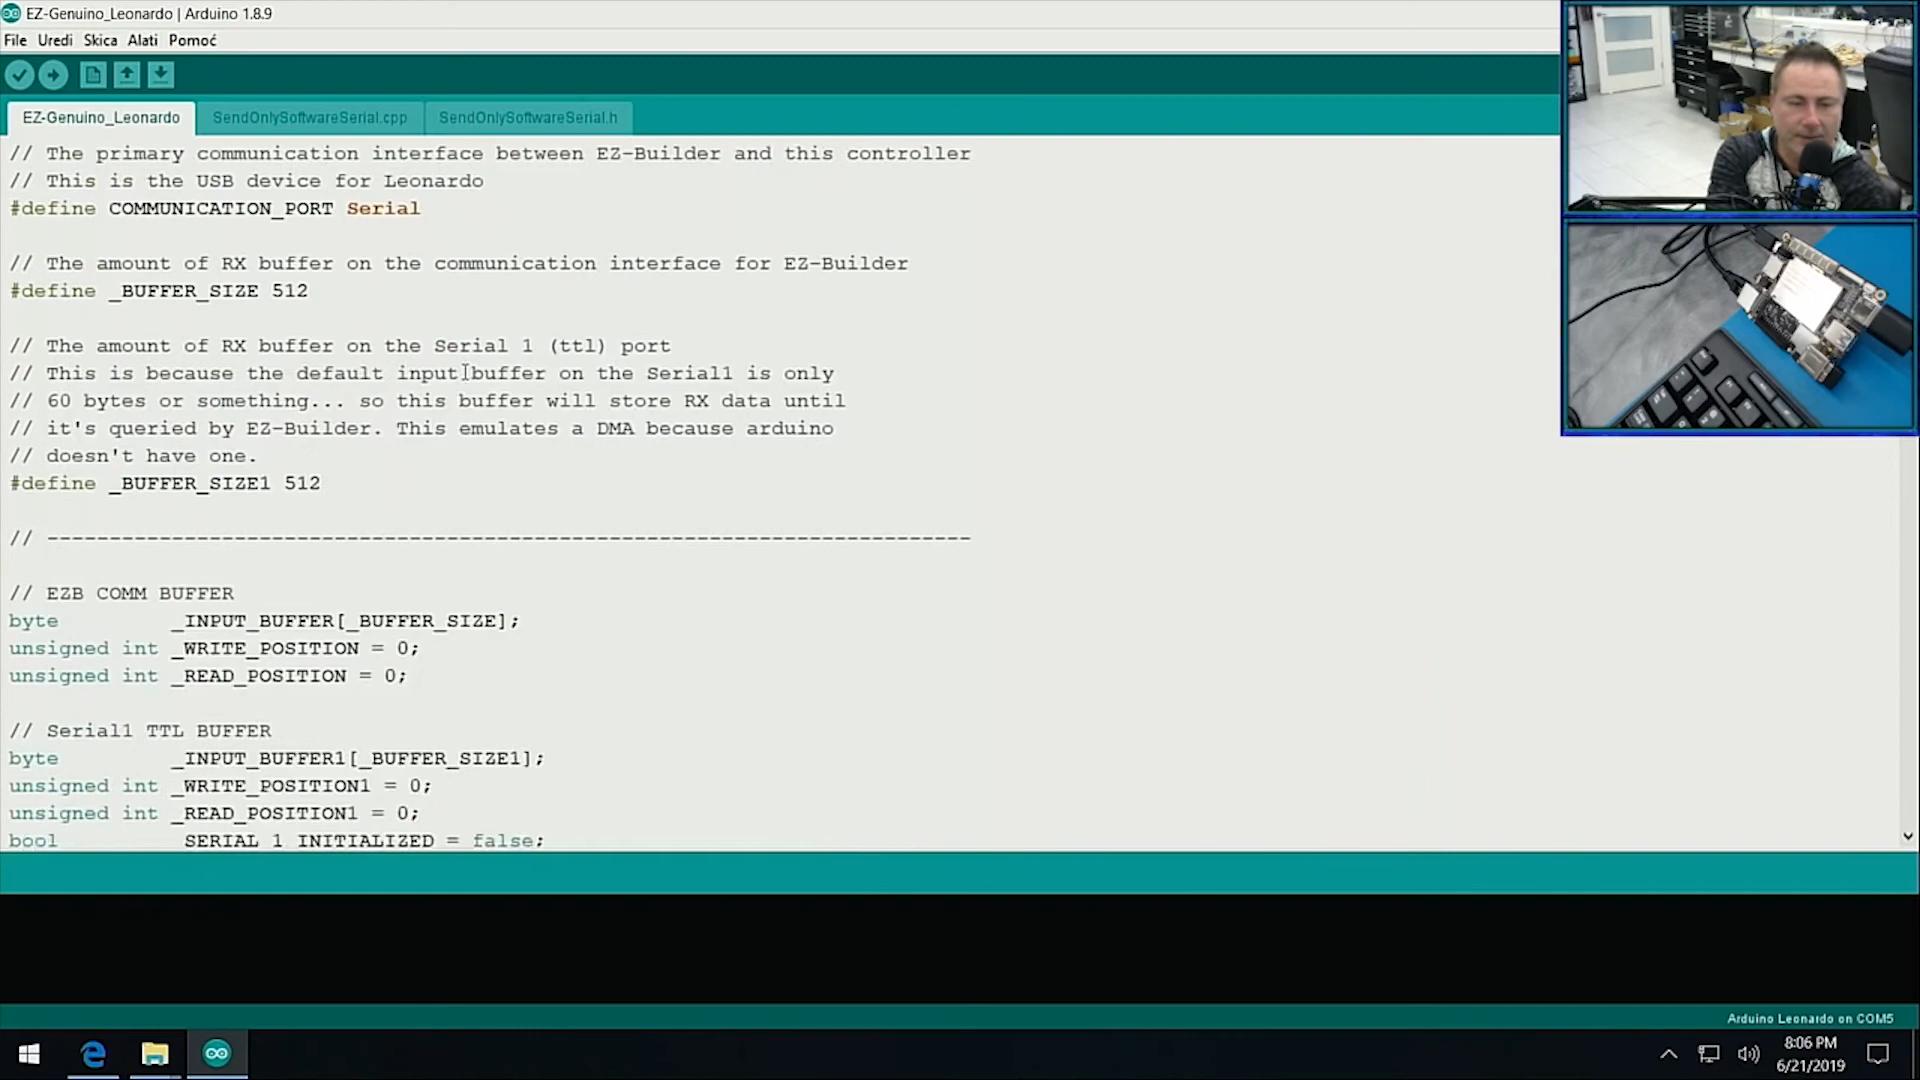 EZ-Genuino_Leonardo | Arduino 1.8.9
File Uredi Skica Alati Pomoć
EZ-Genuino_Leonardo SendOnlySoftwareSerial.cpp SendOnlySoftwareSerial.h
// The primary communication interface between EZ-Builder and this controller
// This is the USB device for Leonardo
#define COMMUNICATION_PORT Serial
// The amount of RX buffer on the communication interface for EZ-Builder
#define _BUFFER_SIZE 512
// The amount of RX buffer on the Serial 1 (ttl) port
// This is because the default input buffer on the Serial1 is only
// 60 bytes or something... so this buffer will store RX data until
// it's queried by EZ-Builder. This emulates a DMA because arduino
// doesn't have one.
#define _BUFFER_SIZE1 512
// --------------------------------------------------------------------------
// EZB COMM BUFFER
byte _INPUT_BUFFER[_BUFFER_SIZE];
unsigned int _WRITE_POSITION = 0;
unsigned int _READ_POSITION = 0;
// Serial1 TTL BUFFER
byte _INPUT_BUFFER1[_BUFFER_SIZE1];
unsigned int _WRITE_POSITION1 = 0;
unsigned int _READ_POSITION1 = 0;
bool SERIAL_1_INITIALIZED = false;
Arduino Leonardo on COM5
8:06 PM
6/21/2019